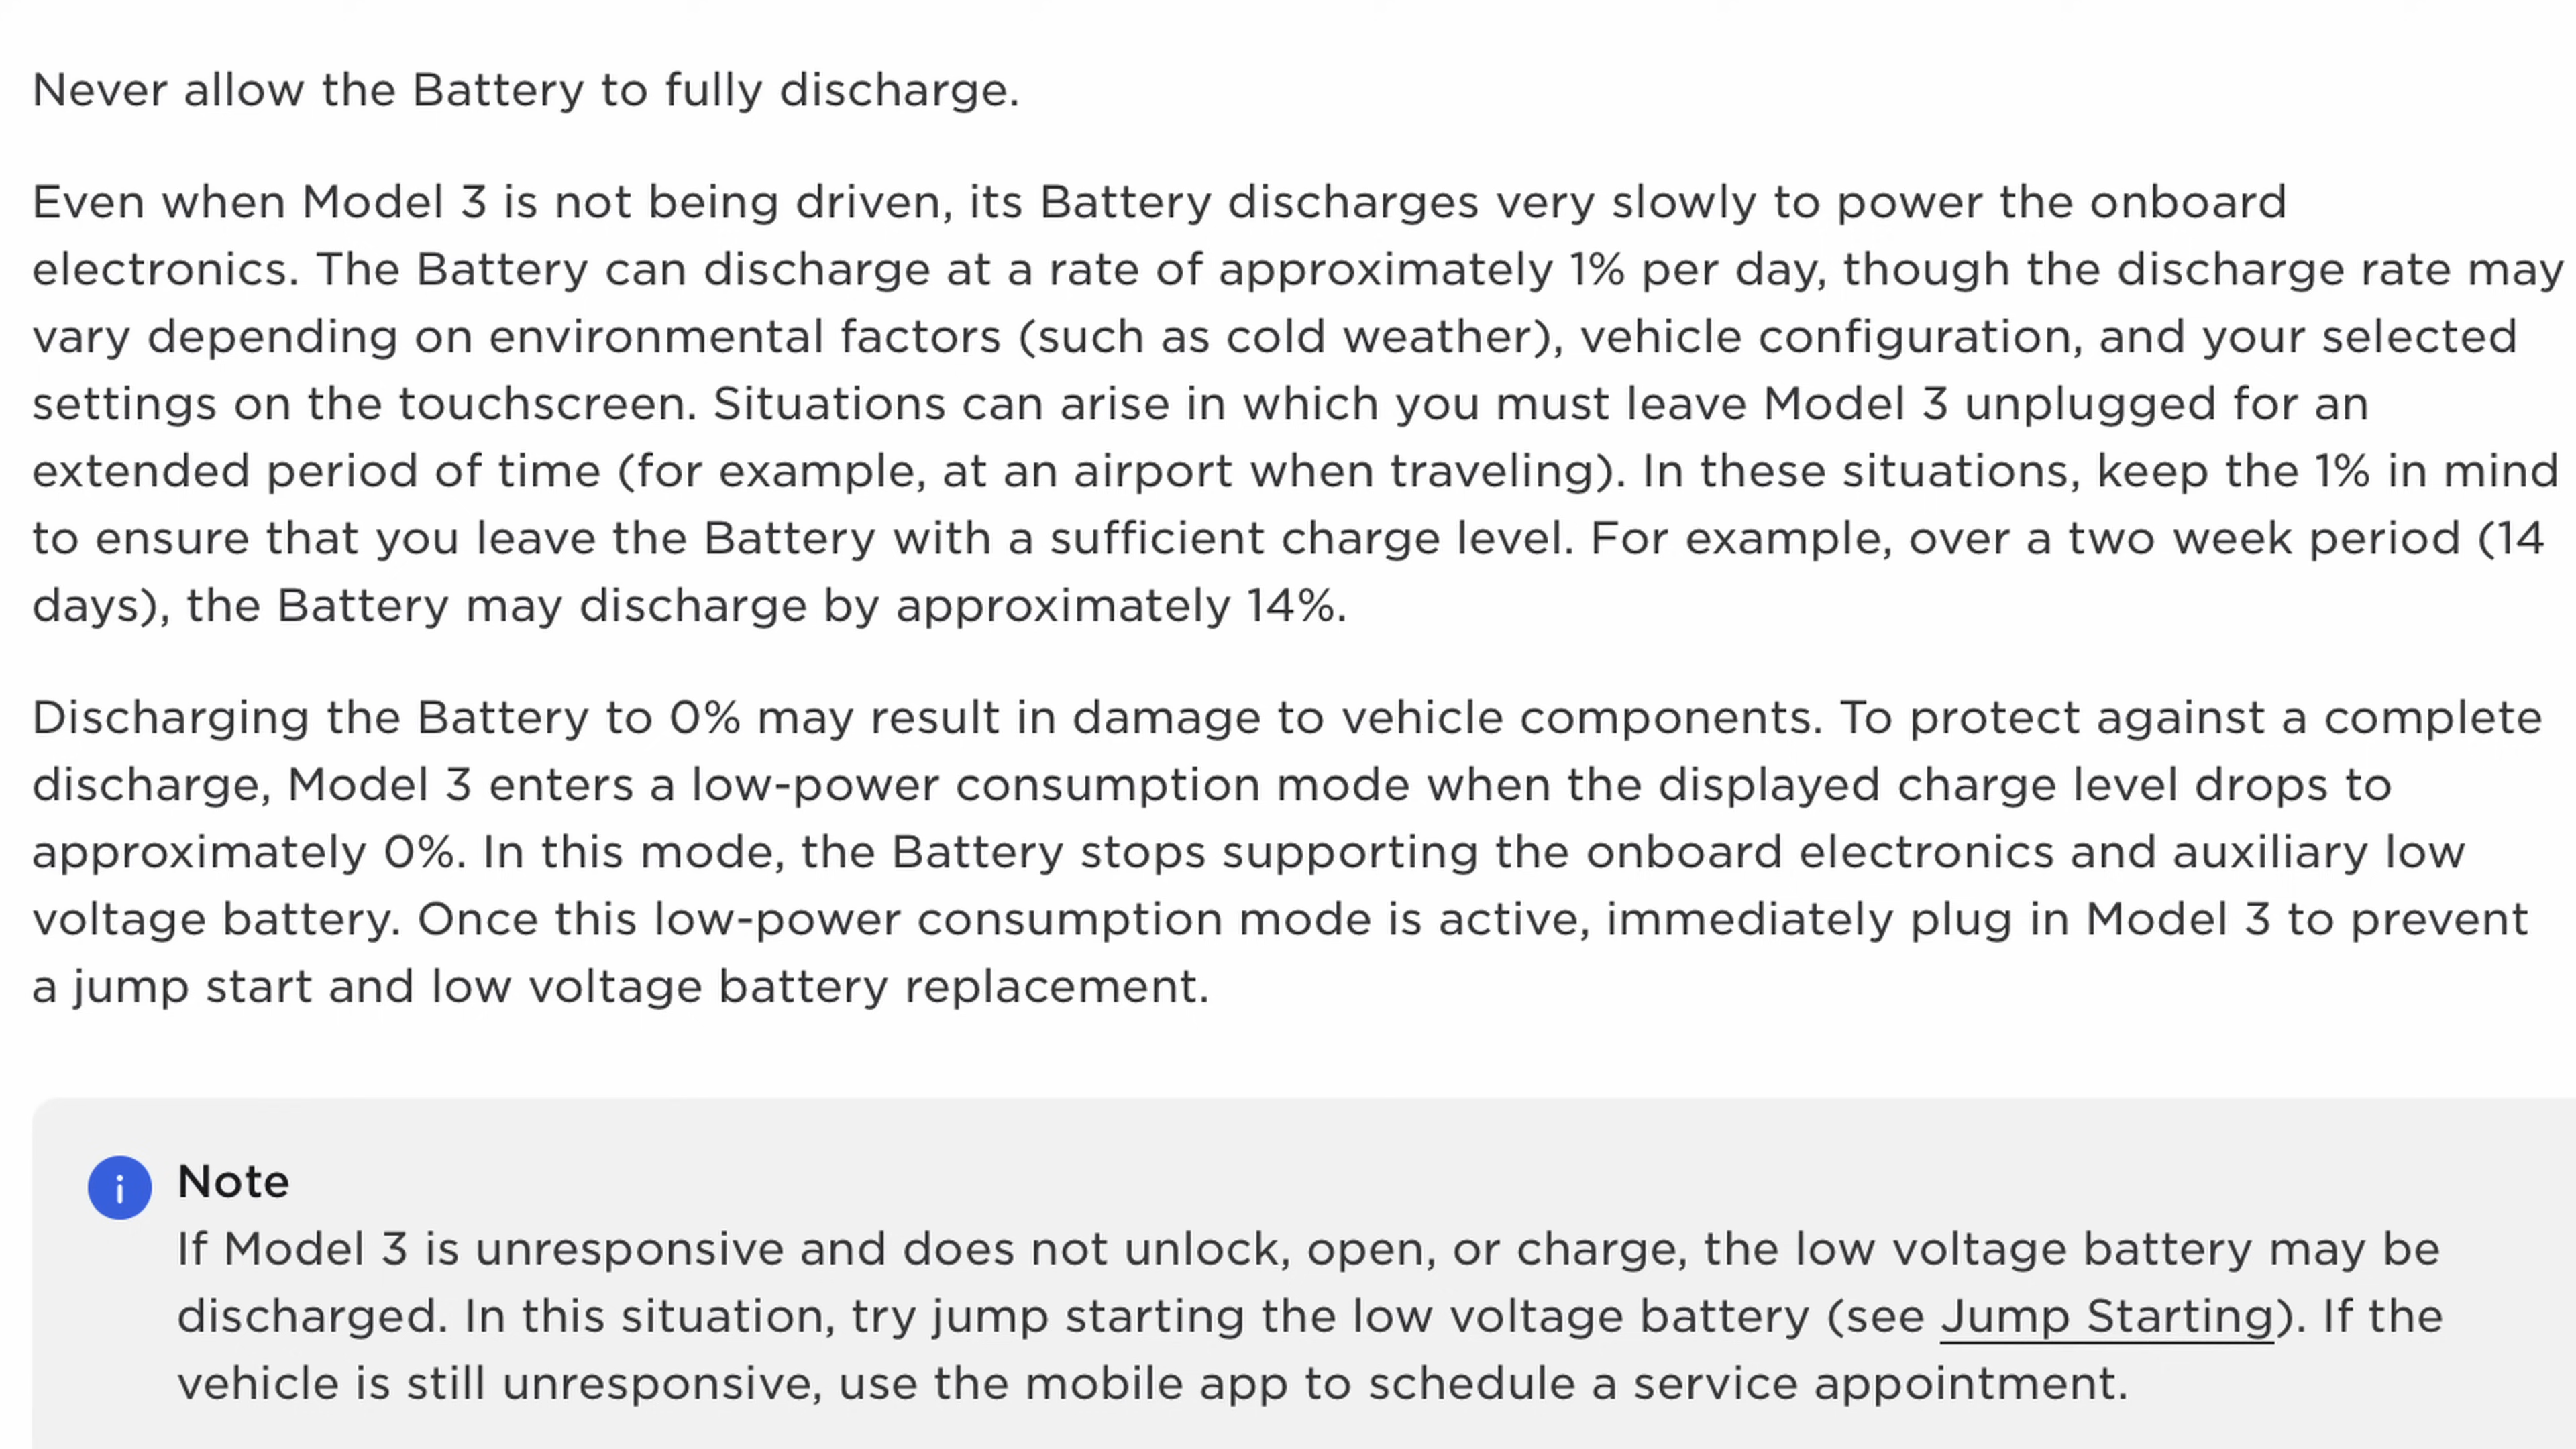 Never allow the Battery to fully discharge.
Even when Model 3 is not being driven, its Battery discharges very slowly to power the onboard
electronics. The Battery can discharge at a rate of approximately 1% per day, though the discharge rate may
vary depending on environmental factors (such as cold weather), vehicle configuration, and your selected
settings on the touchscreen. Situations can arise in which you must leave Model 3 unplugged for an
extended period of time (for example, at an airport when traveling). In these situations, keep the 1% in mind
to ensure that you leave the Battery with a sufficient charge level. For example, over a two week period (14
days), the Battery may discharge by approximately 14%.
Discharging the Battery to 0% may result in damage to vehicle components. To protect against a complete
discharge, Model 3 enters a low-power consumption mode when the displayed charge level drops to
approximately 0%. In this mode, the Battery stops supporting the onboard electronics and auxiliary low
voltage battery. Once this low-power consumption mode is active, immediately plug in Model 3 to prevent
a jump start and low voltage battery replacement.
Note
If Model 3 is unresponsive and does not unlock, open, or charge, the low voltage battery may be
discharged. In this situation, try jump starting the low voltage battery (see Jump Starting). If the
vehicle is still unresponsive, use the mobile app to schedule a service appointment.